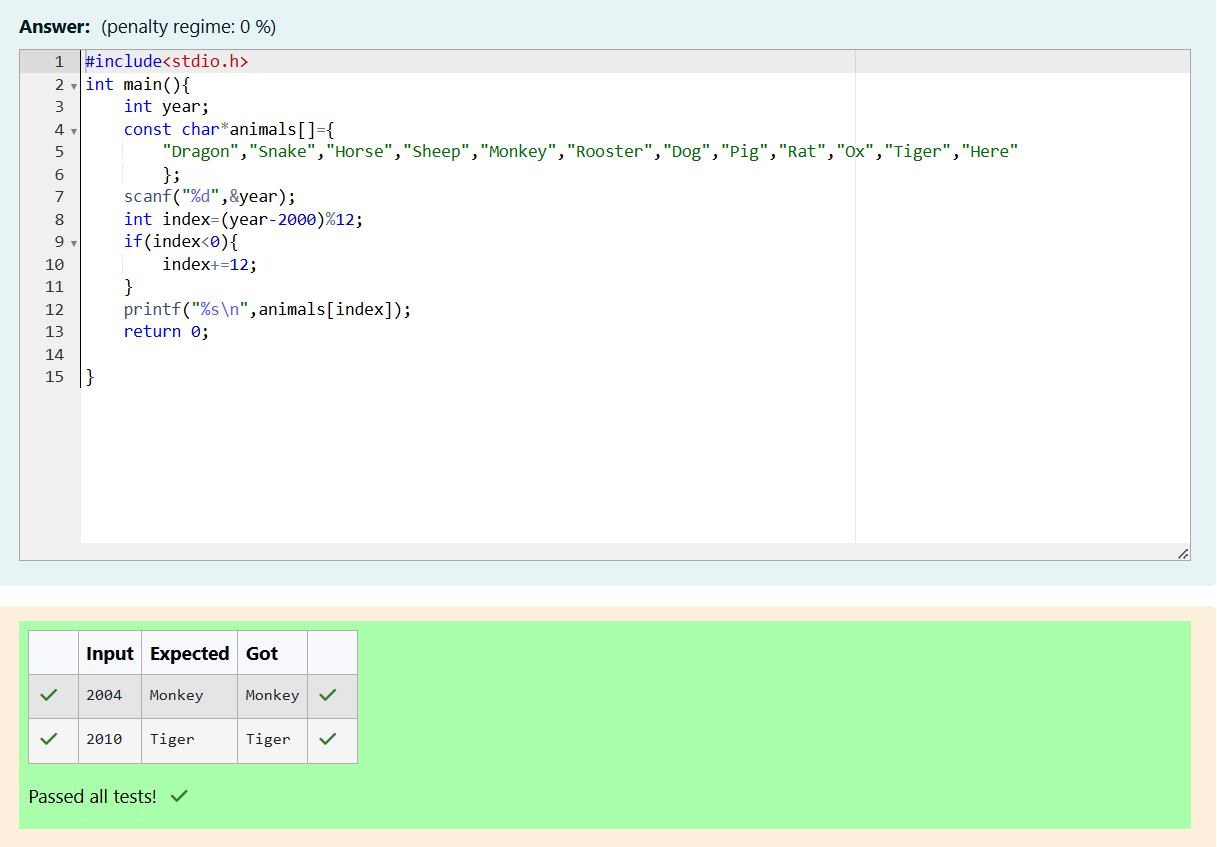 Answer: (penalty regime: 0 %)
1 #include<stdio.h>
2 int main(){
3     int year;
4     const char*animals[]={
5         "Dragon","Snake","Horse","Sheep","Monkey","Rooster","Dog","Pig","Rat","Ox","Tiger","Here"
6         };
7     scanf("%d",&year);
8     int index=(year-2000)%12;
9     if(index<0){
10         index+=12;
11     }
12     printf("%s\n",animals[index]);
13     return 0;
14
15 }
Input Expected Got
2004 Monkey Monkey
2010 Tiger Tiger
Passed all tests!